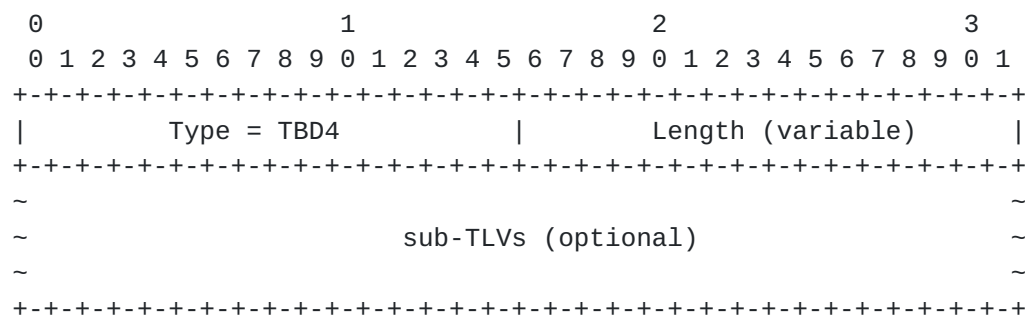 0                   1                   2                   3
 0 1 2 3 4 5 6 7 8 9 0 1 2 3 4 5 6 7 8 9 0 1 2 3 4 5 6 7 8 9 0 1
+-+-+-+-+-+-+-+-+-+-+-+-+-+-+-+-+-+-+-+-+-+-+-+-+-+-+-+-+-+-+-+-+
|         Type = TBD4           |        Length (variable)      |
+-+-+-+-+-+-+-+-+-+-+-+-+-+-+-+-+-+-+-+-+-+-+-+-+-+-+-+-+-+-+-+-+
~                                                               ~
~                        sub-TLVs (optional)                    ~
~                                                               ~
+-+-+-+-+-+-+-+-+-+-+-+-+-+-+-+-+-+-+-+-+-+-+-+-+-+-+-+-+-+-+-+-+